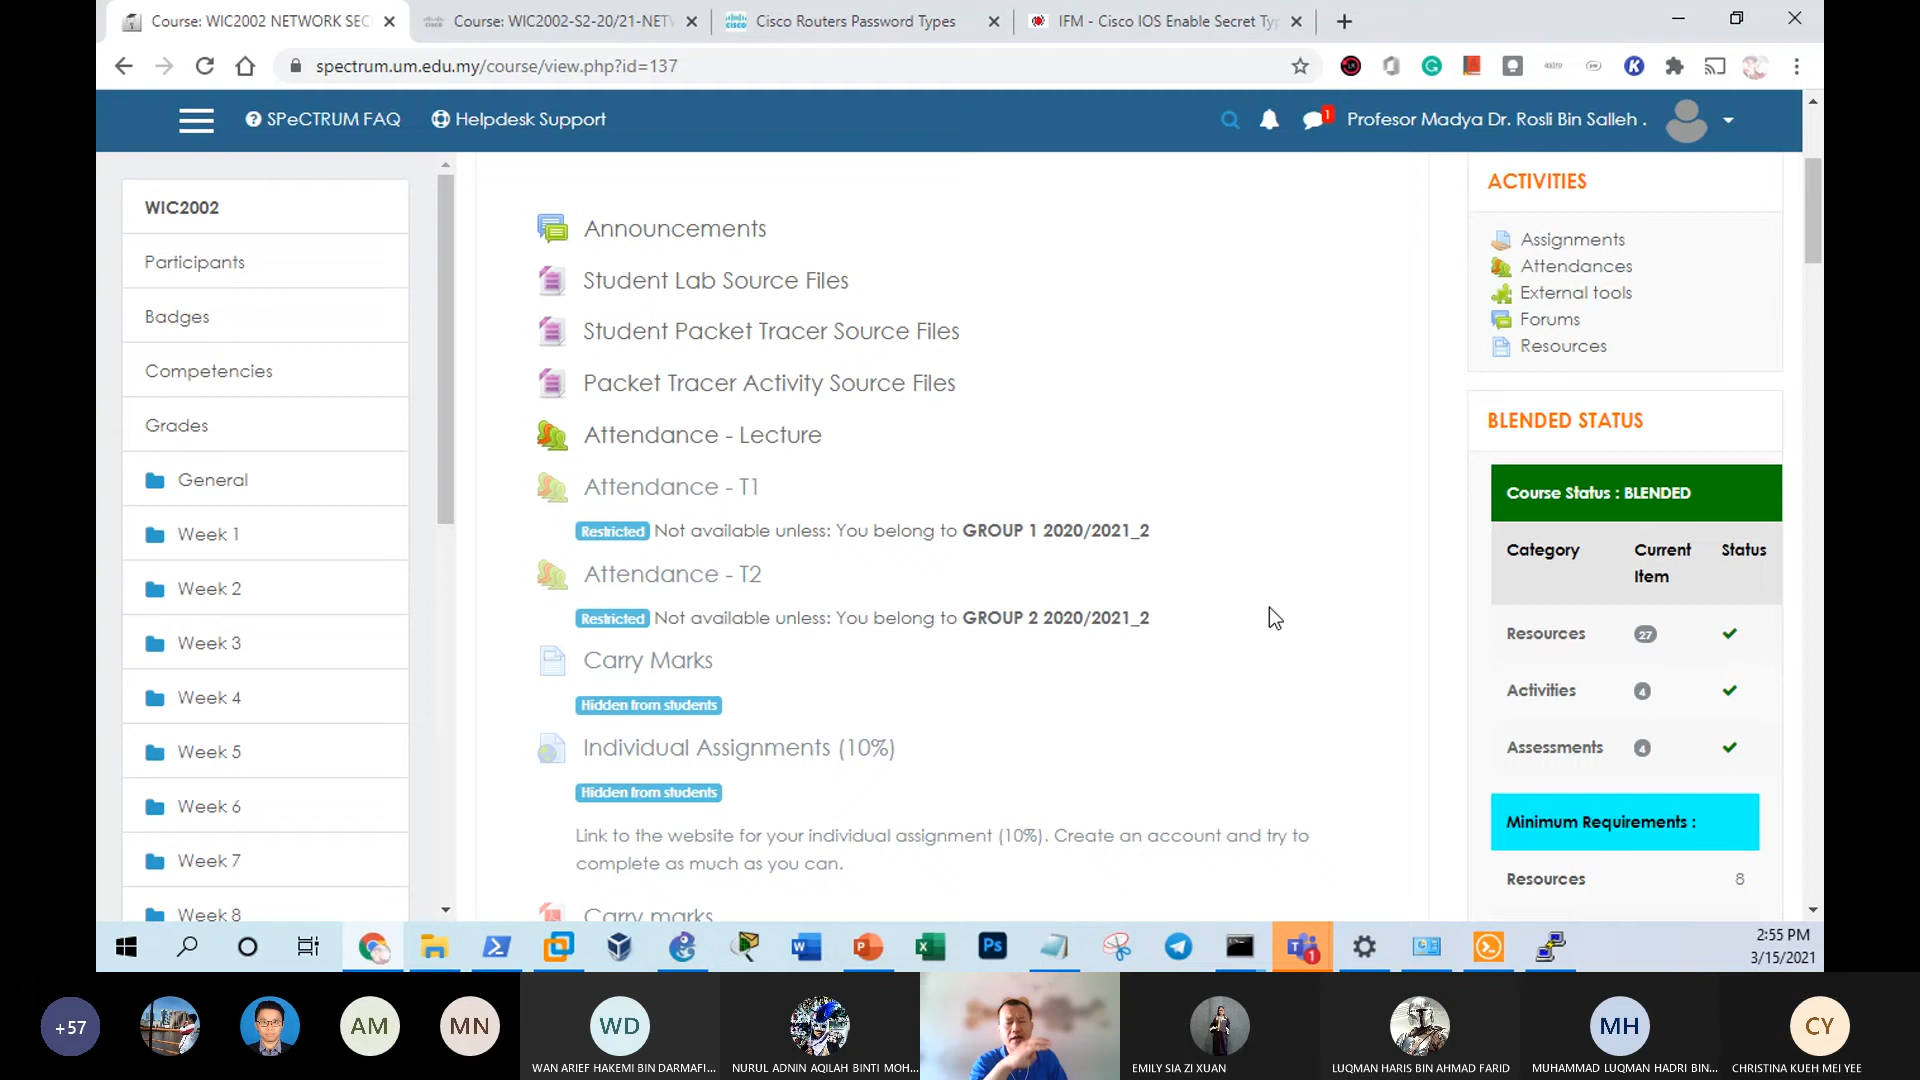 Course: WIC2002 NETWORK SEC
Course: WIC2002-S2-20/21-NETW
Cisco Routers Password Types
IFM - Cisco IOS Enable Secret Typ
spectrum.um.edu.my/course/view.php?id=137
SPeCTRUM FAQ
Helpdesk Support
1
Profesor Madya Dr. Rosli Bin Salleh .
WIC2002
Participants
Badges
Competencies
Grades
General
Week 1
Week 2
Week 3
Week 4
Week 5
Week 6
Week 7
Week 8
Announcements
Student Lab Source Files
Student Packet Tracer Source Files
Packet Tracer Activity Source Files
Attendance - Lecture
Attendance - T1
Restricted Not available unless: You belong to GROUP 1 2020/2021_2
Attendance - T2
Restricted Not available unless: You belong to GROUP 2 2020/2021_2
Carry Marks
Hidden from students
Individual Assignments (10%)
Hidden from students
Link to the website for your individual assignment (10%). Create an account and try to
complete as much as you can.
Carry marks
ACTIVITIES
Assignments
Attendances
External tools
Forums
Resources
BLENDED STATUS
Course Status : BLENDED
Category Current Item Status
Resources 27
Activities 4
Assessments 4
Minimum Requirements :
Resources 8
2:55 PM
3/15/2021
+57
AM
MN
WD
WAN ARIEF HAKEMI BIN DARMAFI...
NURUL ADNIN AQILAH BINTI MOH...
EMILY SIA ZI XUAN
LUQMAN HARIS BIN AHMAD FARID
MH
MUHAMMAD LUQMAN HADRI BIN...
CY
CHRISTINA KUEH MEI YEE